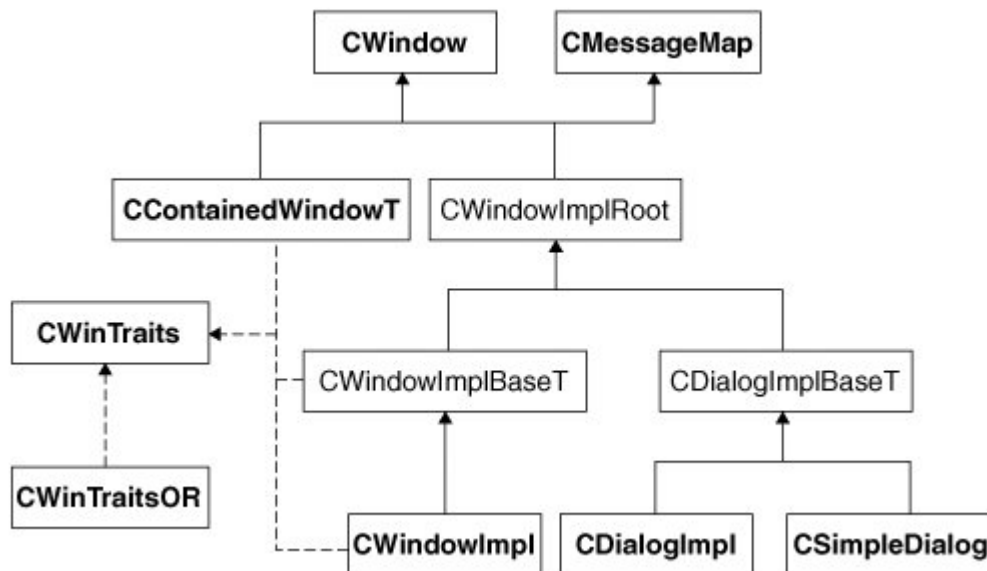 CWindow
CMessageMap
CContainedWindowT
CWindowImplRoot
CWinTraits
CWindowImplBaseT
CDialogImplBaseT
CWinTraitsOR
CWindowImpl
CDialogImpl
CSimpleDialog